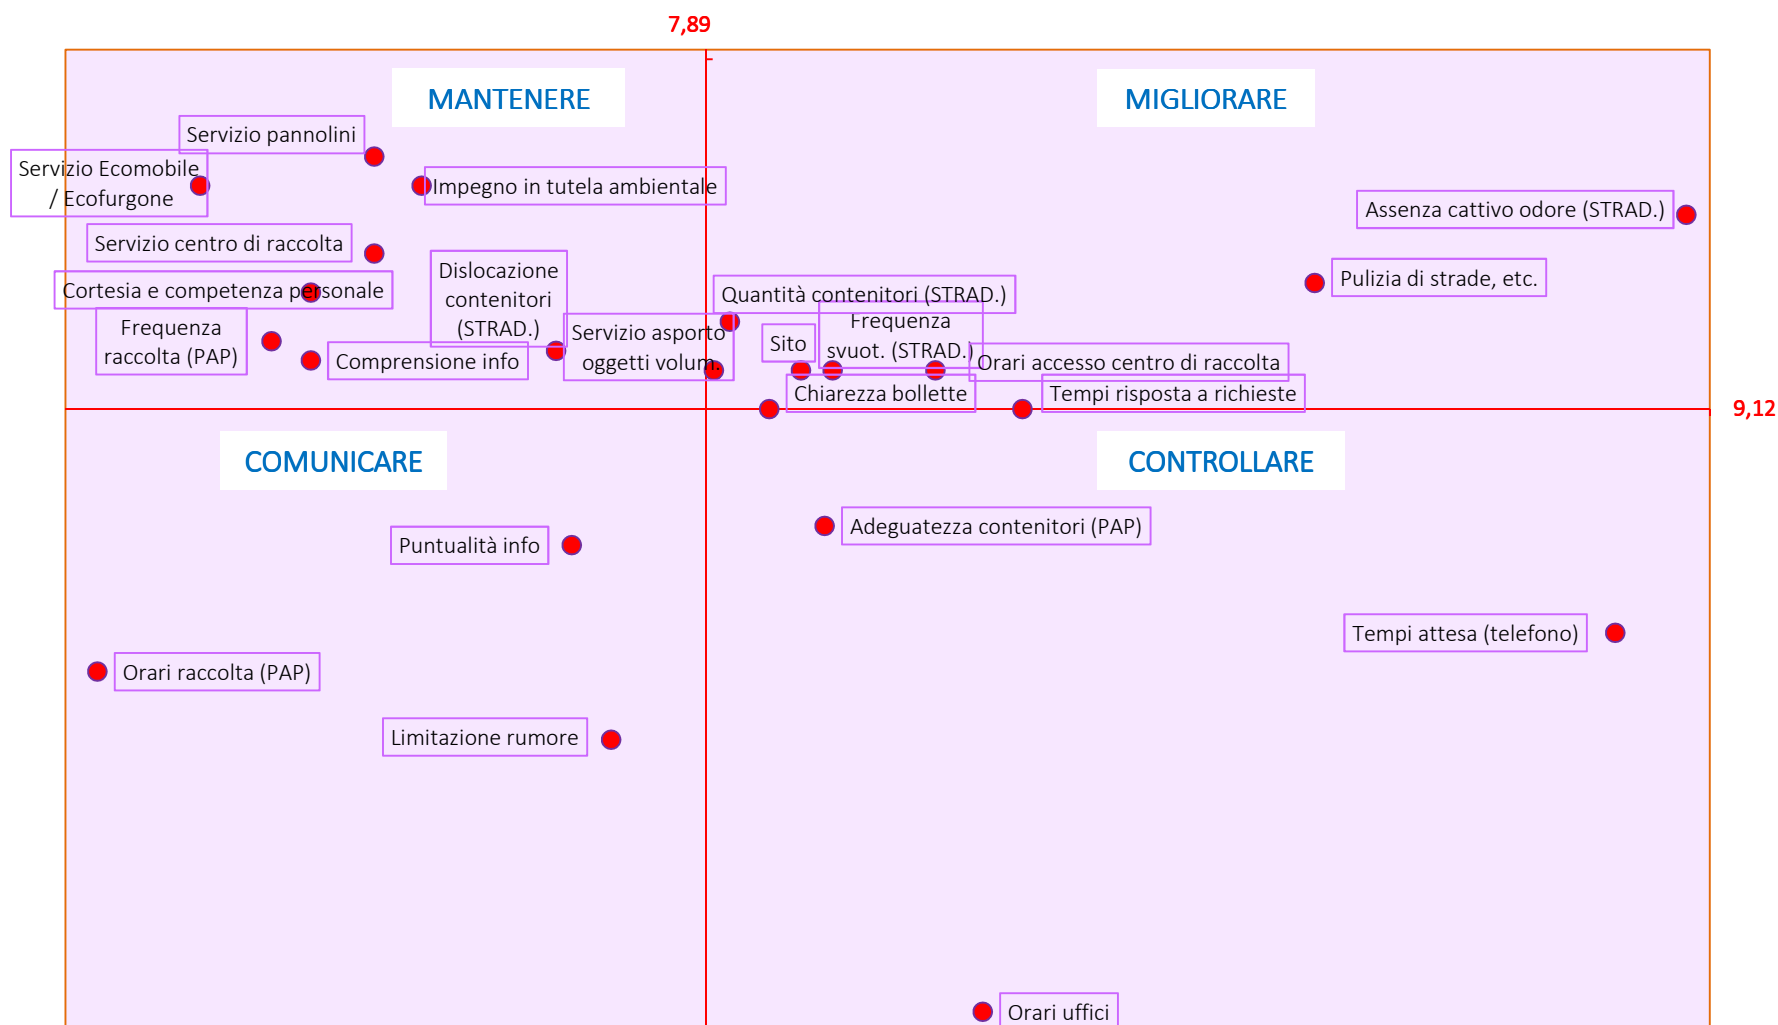 7,89
MANTENERE
MIGLIORARE
Servizio pannolini
Servizio Ecomobile
/ Ecofurgone
Impegno in tutela ambientale
Assenza cattivo odore (STRAD.)
Servizio centro di raccolta
Dislocazione
contenitori
(STRAD.)
Pulizia di strade, etc.
Cortesia e competenza personale
Quantità contenitori (STRAD.)
Frequenza
raccolta (PAP)
Comprensione info
Servizio asporto
oggetti volum.
Sito
Frequenza
svuot. (STRAD.)
Orari accesso centro di raccolta
Chiarezza bollette
Tempi risposta a richieste
9,12
COMUNICARE
CONTROLLARE
Adeguatezza contenitori (PAP)
Puntualità info
Tempi attesa (telefono)
Orari raccolta (PAP)
Limitazione rumore
Orari uffici